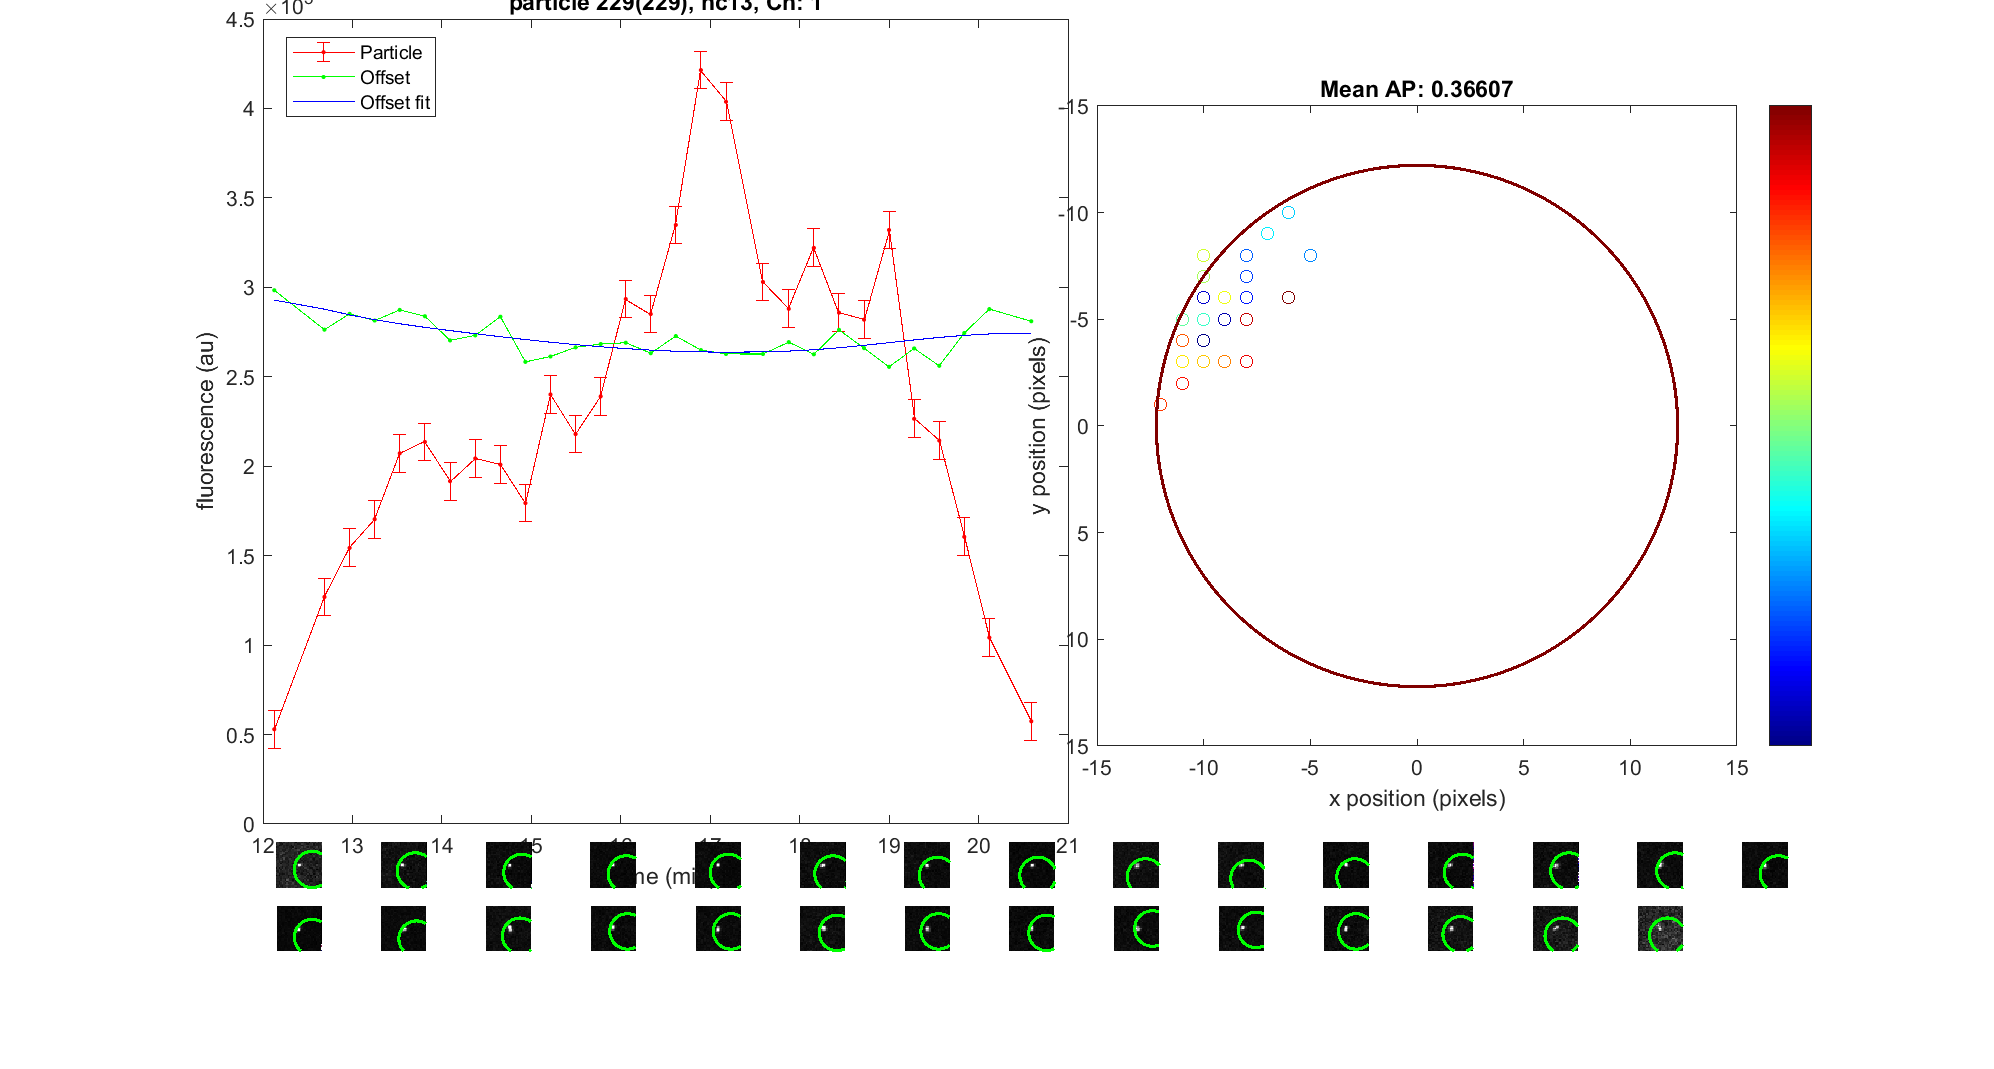 particle 229(229), nc13, Ch: 1
×10
4.5
4
3.5
3
2.5
2
1.5
1
0.5
0
fluorescence (au)
Particle
Offset
Offset fit
12 13 14 15 16 17 18 19 20 21
me (mi
Mean AP: 0.36607
-15
-10
-5
0
5
10
15
y position (pixels)
-15 -10 -5 0 5 10 15
x position (pixels)